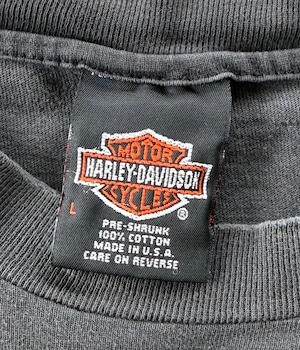 MOTOR
HARLEY-DAVIDSON
CYCLES
®
L
PRE-SHRUNK
100% COTTON
MADE IN U.S.A.
CARE ON REVERSE